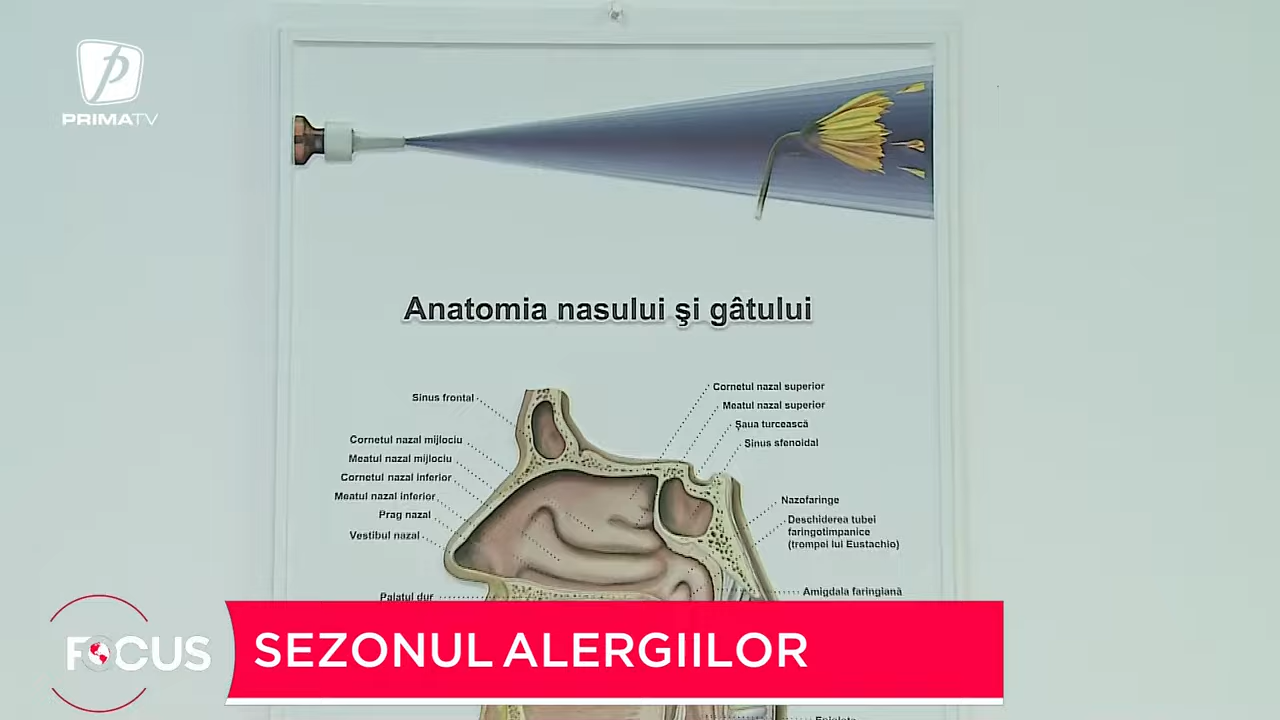 PRIMATV
Anatomia nasului şi gâtului
Sinus frontal
Cornetul nazal mijlociu
Meatul nazal mijlociu
Cornetul nazal inferior
Meatul nazal inferior
Prag nazal
Vestibul nazal
Palatul dur
Cornetul nazal superior
Meatul nazal superior
Şaua turcească
Sinus sfenoidal
Nazofaringe
Deschiderea tubei
faringotimpanice
(trompei lui Eustachio)
Amigdala faringiană
FOCUS
SEZONUL ALERGIILOR